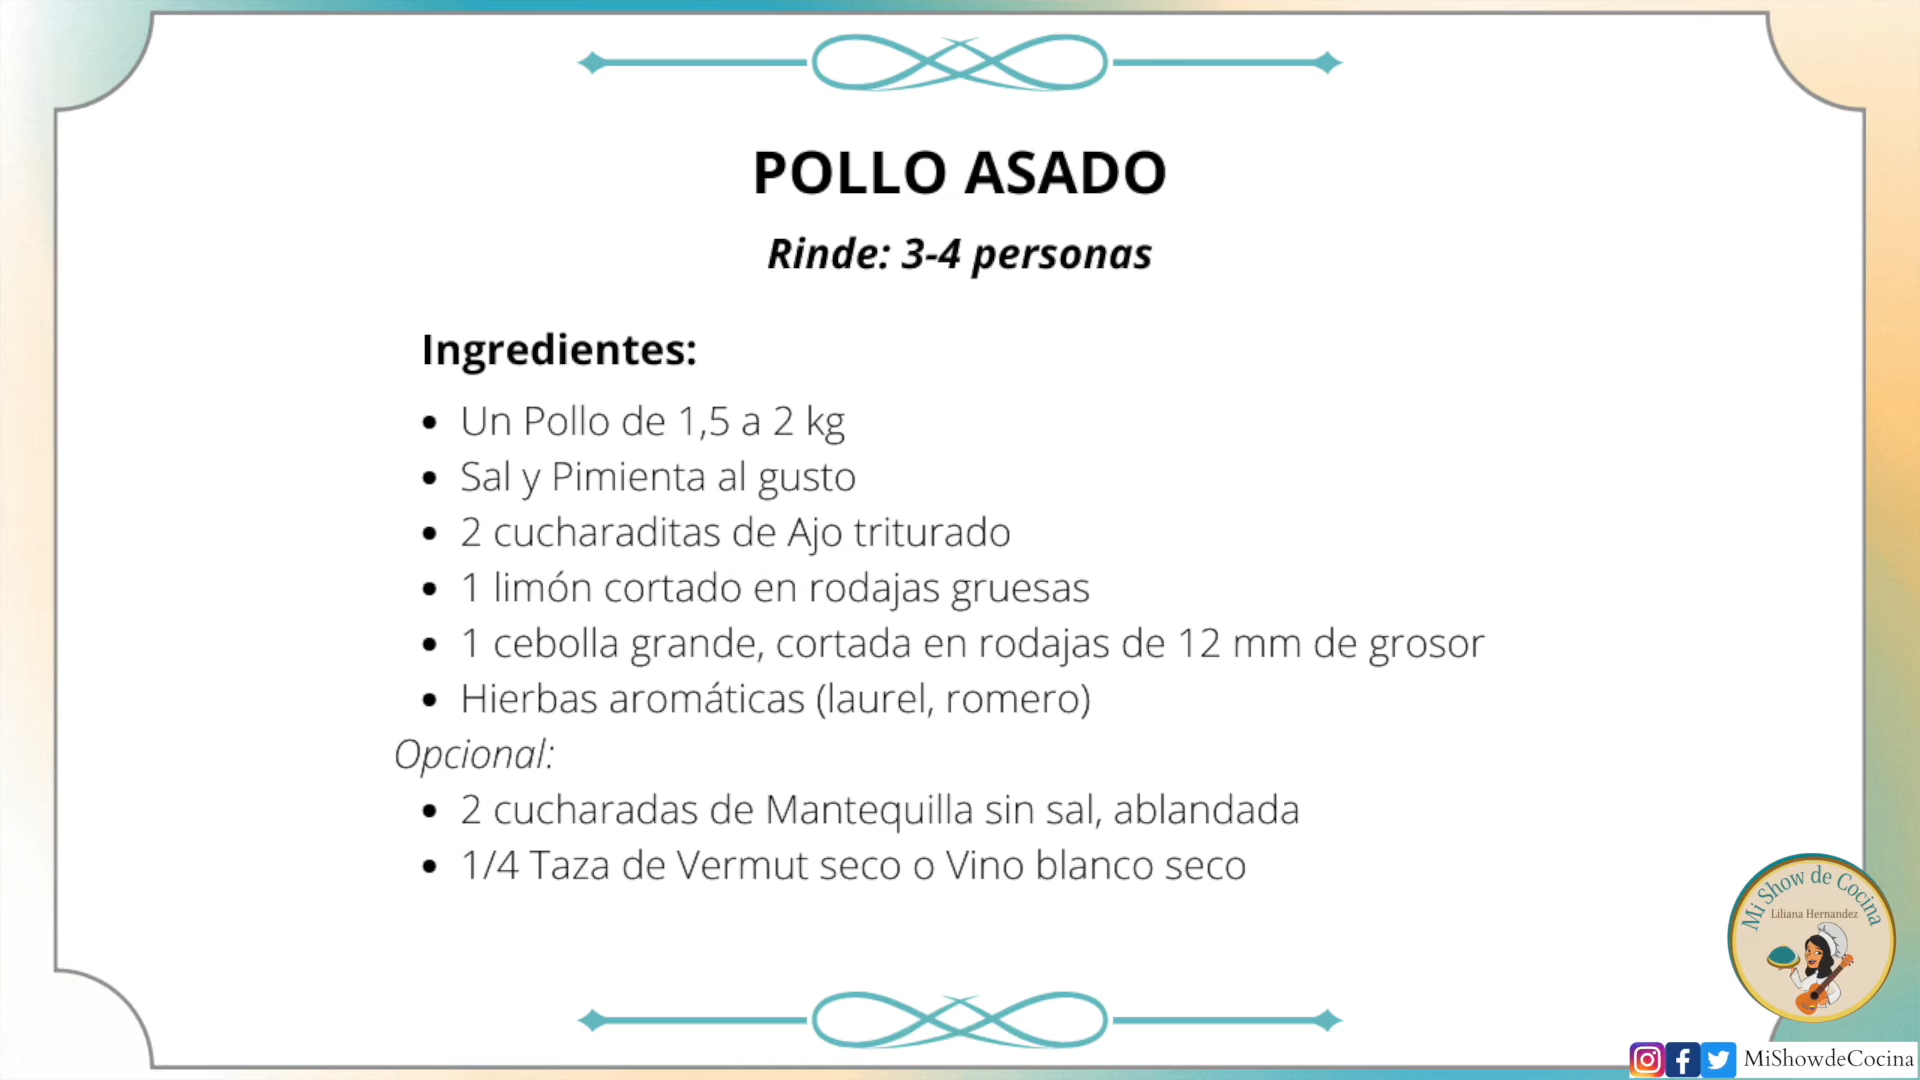 POLLO ASADO
Rinde: 3-4 personas
Ingredientes:
• Un Pollo de 1,5 a 2 kg
• Sal y Pimienta al gusto
• 2 cucharaditas de Ajo triturado
• 1 limón cortado en rodajas gruesas
• 1 cebolla grande, cortada en rodajas de 12 mm de grosor
• Hierbas aromáticas (laurel, romero)
Opcional:
• 2 cucharadas de Mantequilla sin sal, ablandada
• 1/4 Taza de Vermut seco o Vino blanco seco
Mi Show de Cocina
Liliana Hernandez
MiShowdeCocina